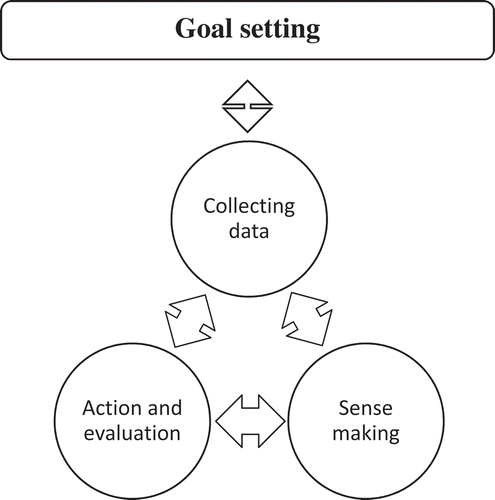 Goal setting
Collecting
data
Action and
evaluation
Sense
making